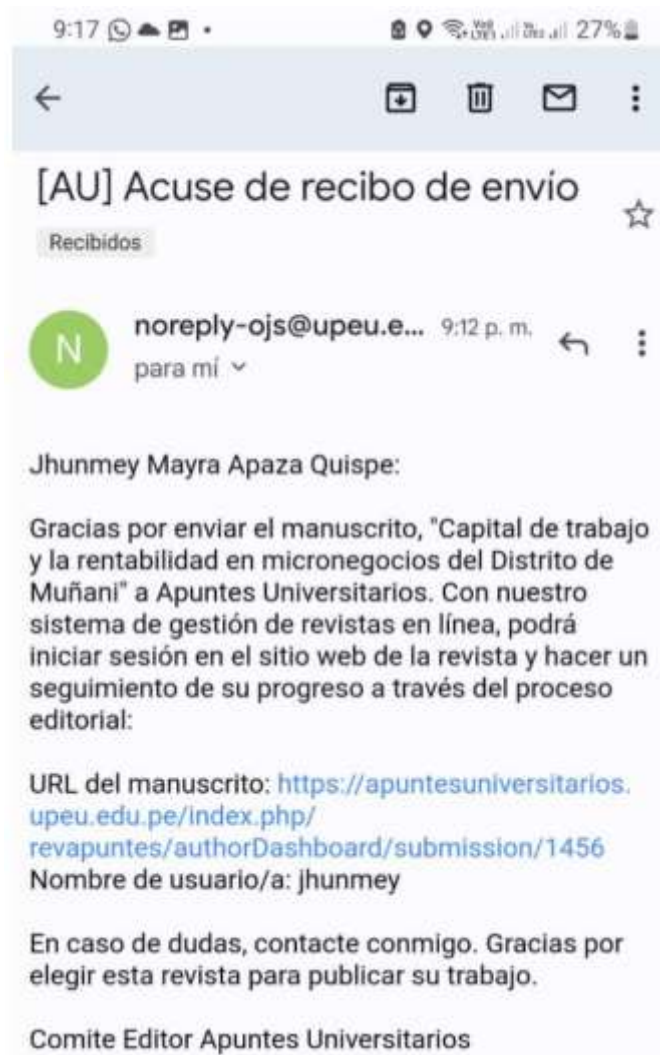 9:17 27%
[AU] Acuse de recibo de envío
Recibidos
N
noreply-ojs@upeu.e... 9:12 p. m.
para mí
Jhunmey Mayra Apaza Quispe:
Gracias por enviar el manuscrito, "Capital de trabajo
y la rentabilidad en micronegocios del Distrito de
Muñani" a Apuntes Universitarios. Con nuestro
sistema de gestión de revistas en línea, podrá
iniciar sesión en el sitio web de la revista y hacer un
seguimiento de su progreso a través del proceso
editorial:
URL del manuscrito: https://apuntesuniversitarios.
upeu.edu.pe/index.php/
revapuntes/authorDashboard/submission/1456
Nombre de usuario/a: jhunmey
En caso de dudas, contacte conmigo. Gracias por
elegir esta revista para publicar su trabajo.
Comite Editor Apuntes Universitarios